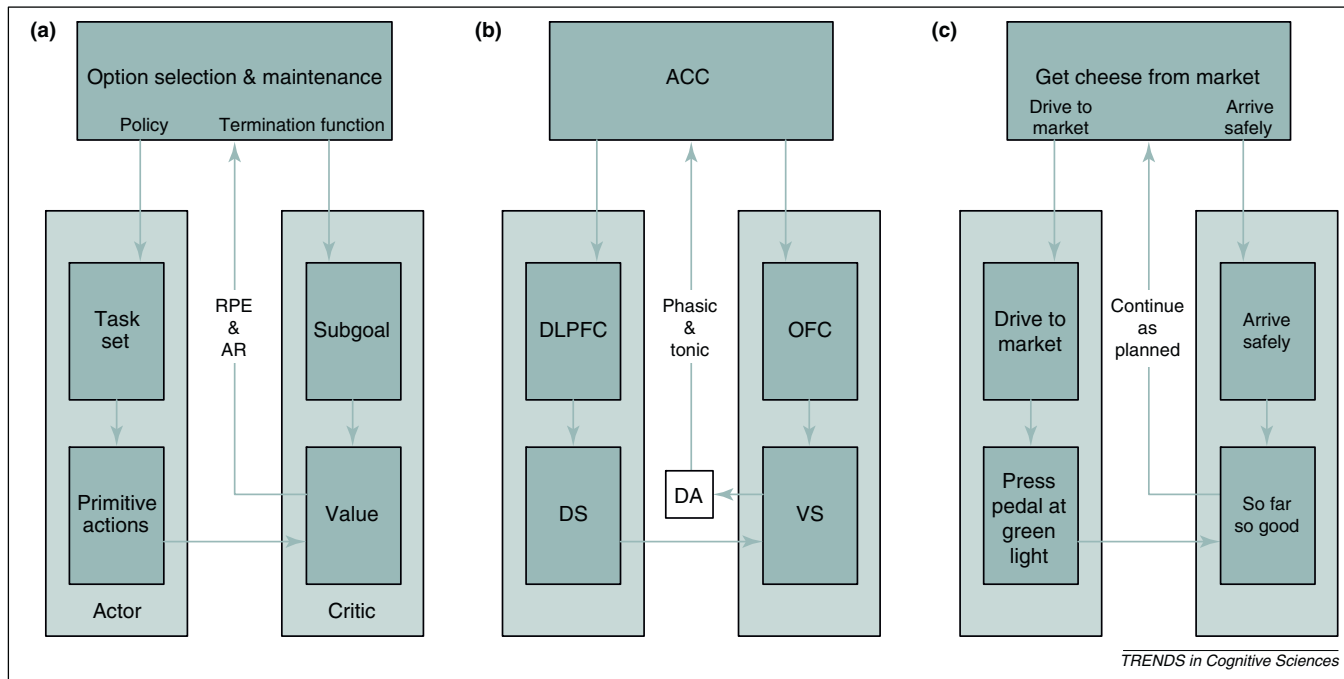 (a)
Option selection & maintenance
Policy
Termination function
Task
set
RPE
&
AR
Subgoal
Primitive
actions
Value
Actor
Critic
(b)
ACC
DLPFC
Phasic
&
tonic
OFC
DS
DA
VS
(c)
Get cheese from market
Drive to
market
Arrive
safely
Drive to
market
Continue
as
planned
Arrive
safely
Press
pedal at
green
light
So far
so good
TRENDS in Cognitive Sciences